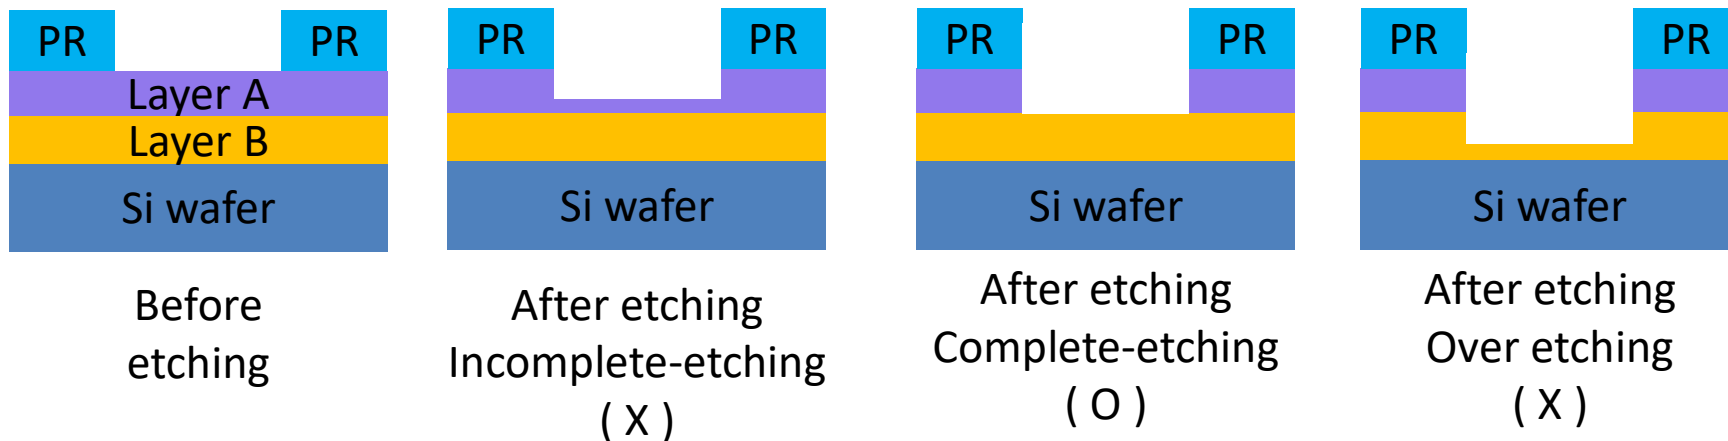 PR PR
Layer A
Layer B
Si wafer
Before
etching
PR PR
Si wafer
After etching
Incomplete-etching
( X )
PR PR
Si wafer
After etching
Complete-etching
( O )
PR PR
Si wafer
After etching
Over etching
( X )